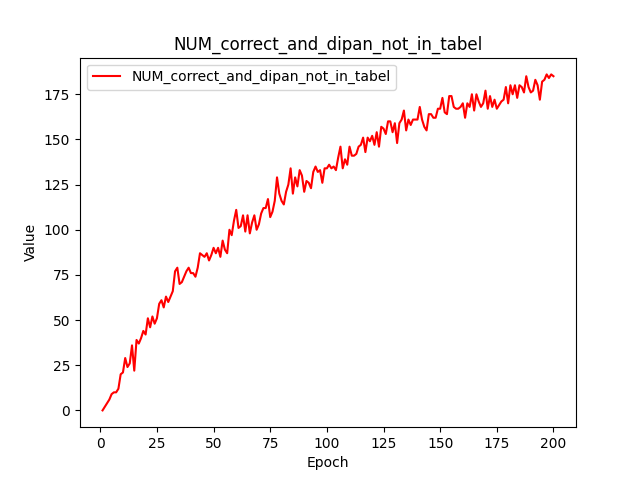 NUM_correct_and_dipan_not_in_tabel
NUM_correct_and_dipan_not_in_tabel
175
150
125
100
75
50
25
0
Value
0 25 50 75 100 125 150 175 200
Epoch